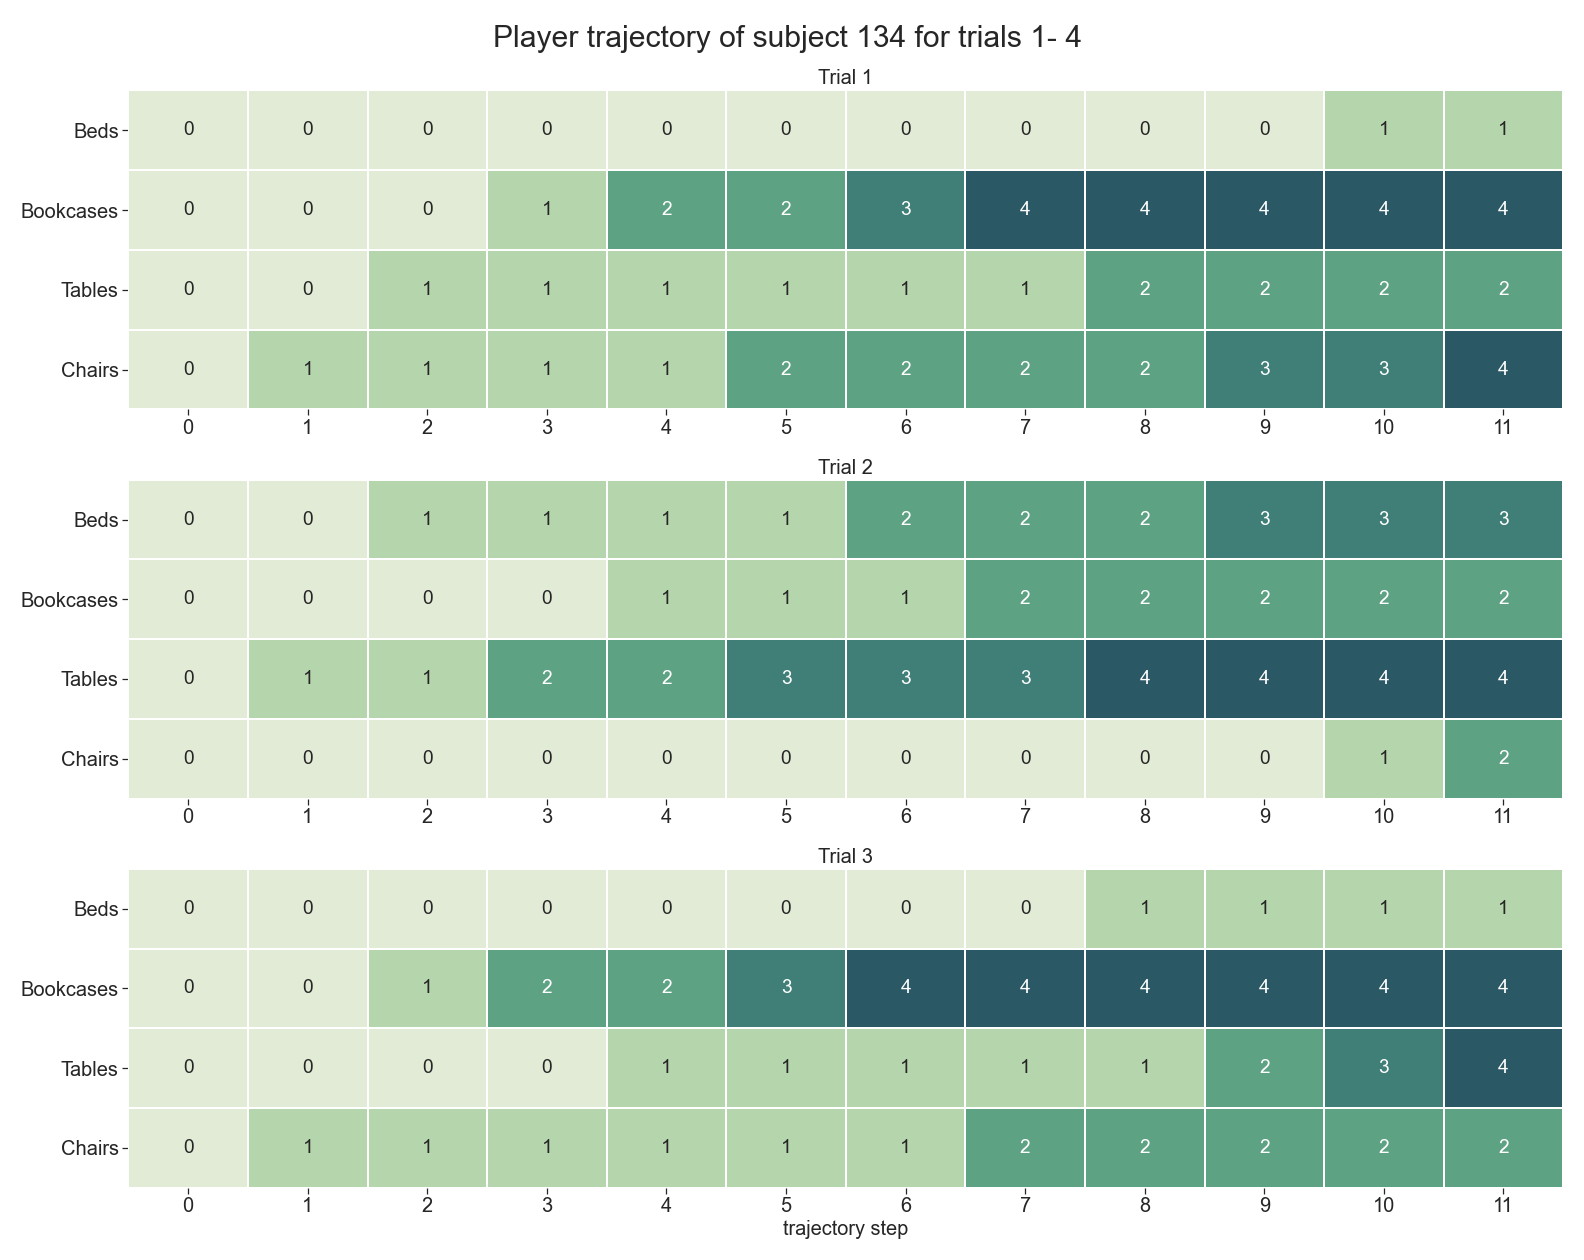 Player trajectory of subject 134 for trials 1- 4
Trial 1
Beds 0 0 0 0 0 0 0 0 0 0 1 1
Bookcases 0 0 0 1 2 2 3 4 4 4 4 4
Tables 0 0 1 1 1 1 1 1 2 2 2 2
Chairs 0 1 1 1 1 2 2 2 2 3 3 4
0 1 2 3 4 5 6 7 8 9 10 11
Trial 2
Beds 0 0 1 1 1 1 2 2 2 3 3 3
Bookcases 0 0 0 0 1 1 1 2 2 2 2 2
Tables 0 1 1 2 2 3 3 3 4 4 4 4
Chairs 0 0 0 0 0 0 0 0 0 0 1 2
0 1 2 3 4 5 6 7 8 9 10 11
Trial 3
Beds 0 0 0 0 0 0 0 0 1 1 1 1
Bookcases 0 0 1 2 2 3 4 4 4 4 4 4
Tables 0 0 0 0 1 1 1 1 1 2 3 4
Chairs 0 1 1 1 1 1 1 2 2 2 2 2
0 1 2 3 4 5 6 7 8 9 10 11
trajectory step